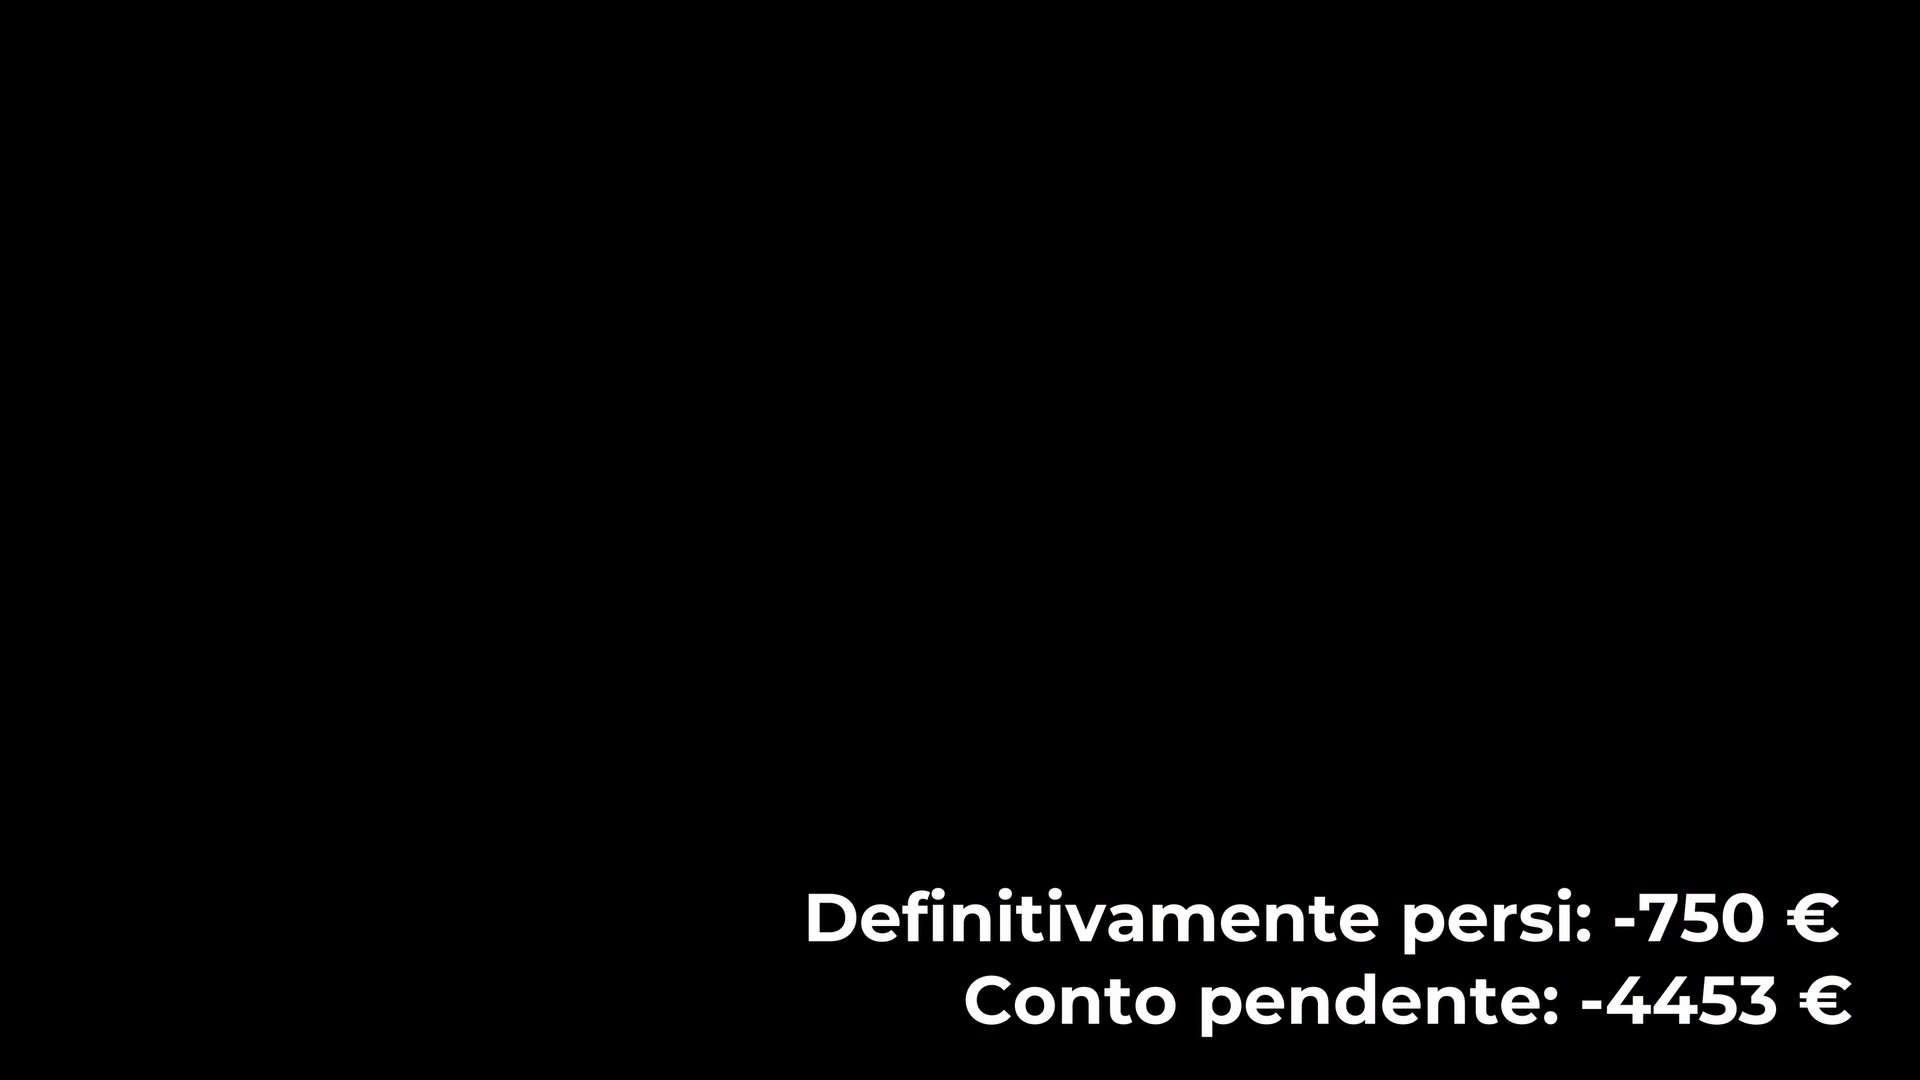 Definitivamente persi: -750 €
Conto pendente: -4453 €